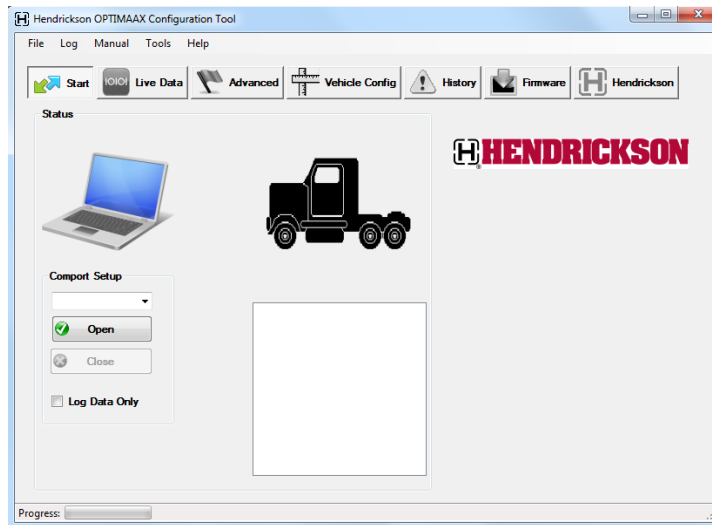 Hendrickson OPTIMAAX Configuration Tool
File Log Manual Tools Help
Start Live Data Advanced Vehicle Config History Firmware Hendrickson
Status
HENDRICKSON
Comport Setup
Open
Close
Log Data Only
Progress: